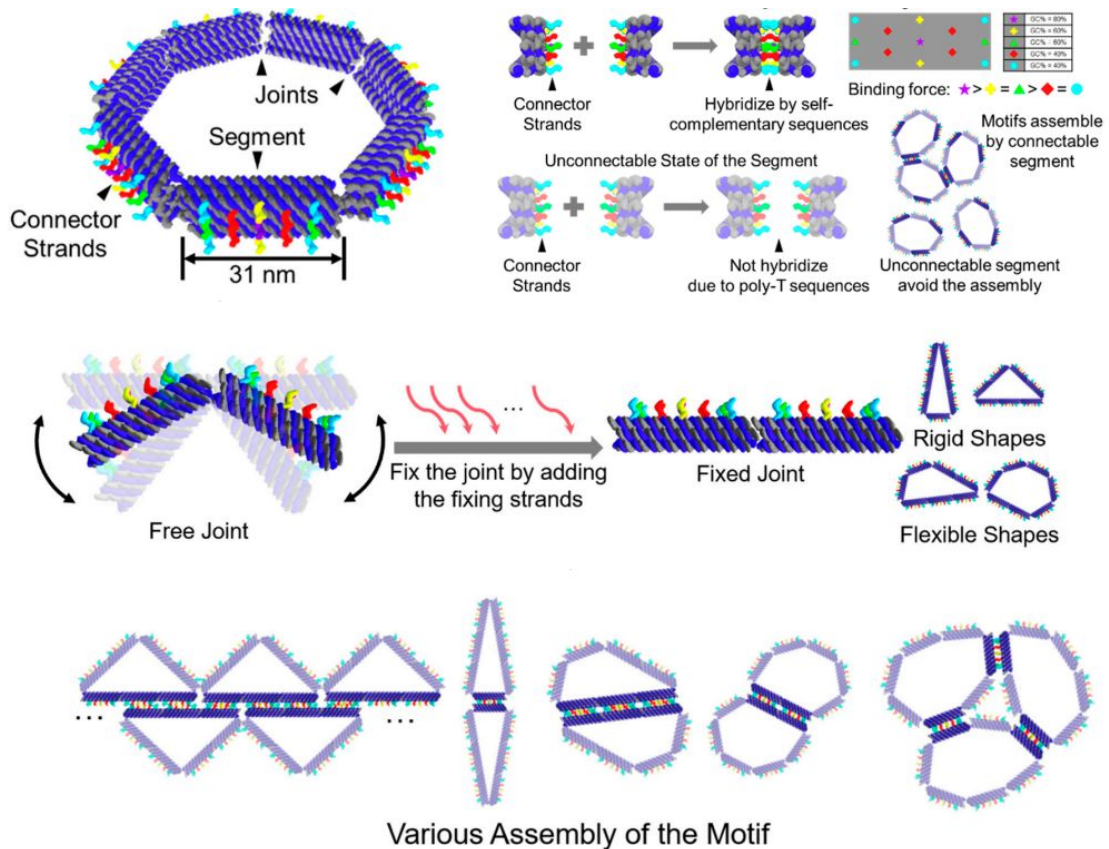 Joints
Segment
Connector
Strands
31 nm
Connector
Strands
Hybridize by self-
complementary sequences
Unconnectable State of the Segment
Connector
Strands
Not hybridize
due to poly-T sequences
GC% = 80%
GC% = 60%
GC% = 60%
GC% = 40%
GC% = 40%
Binding force: ★>✚=▲>◆=●
Motifs assemble
by connectable
segment
Unconnectable segment
avoid the assembly
Free Joint
...
Fix the joint by adding
the fixing strands
Fixed Joint
Rigid Shapes
Flexible Shapes
...
...
Various Assembly of the Motif